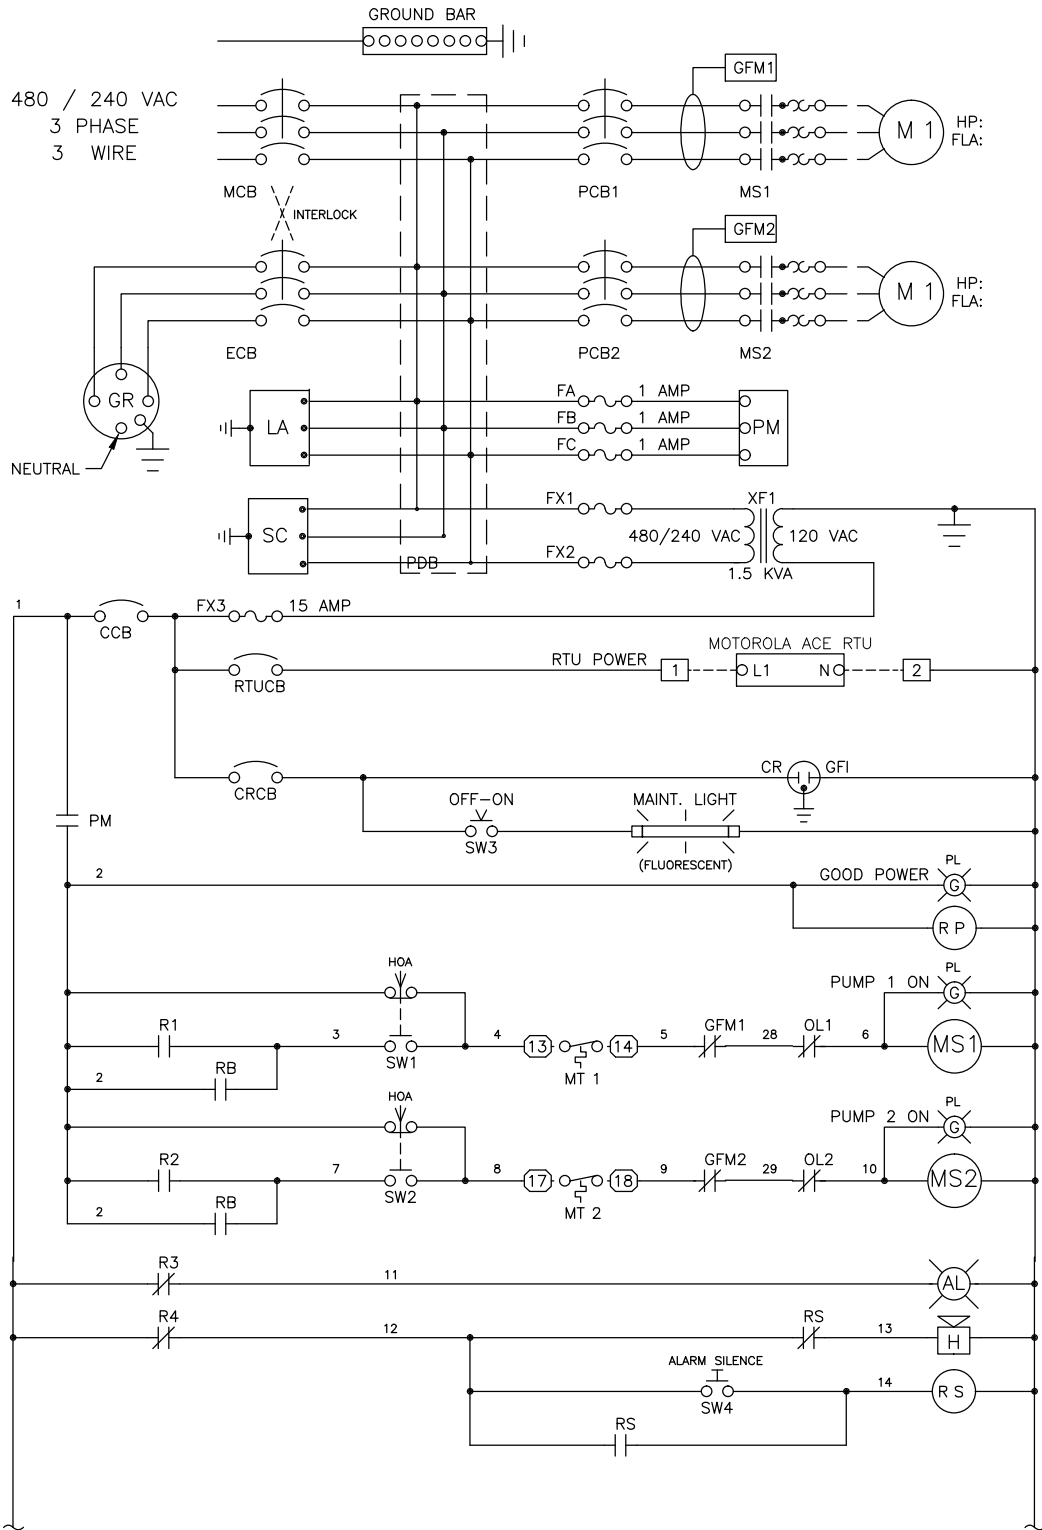 GROUND BAR
GFM1
480 / 240 VAC
3 PHASE
3 WIRE
M 1
HP:
FLA:
MCB
PCB1
MS1
INTERLOCK
GFM2
M 1
HP:
FLA:
ECB
PCB2
MS2
GR
NEUTRAL
LA
FA 1 AMP
FB 1 AMP
FC 1 AMP
PM
SC
PDB
FX1
FX2
XF1
480/240 VAC
120 VAC
1.5 KVA
1
CCB
FX3 15 AMP
MOTOROLA ACE RTU
RTUCB
RTU POWER
1
L1
N
2
CRCB
CR
GFI
OFF-ON
SW3
MAINT. LIGHT
(FLUORESCENT)
PM
2
GOOD POWER
PL
G
R P
HOA
PUMP 1 ON
PL
G
R1
3
SW1
4
13
MT 1
14
5
GFM1
28
OL1
6
MS1
2
RB
HOA
PUMP 2 ON
PL
G
R2
7
SW2
8
17
MT 2
18
9
GFM2
29
OL2
10
MS2
2
RB
R3
11
AL
R4
12
RS
13
H
ALARM SILENCE
SW4
14
R S
RS